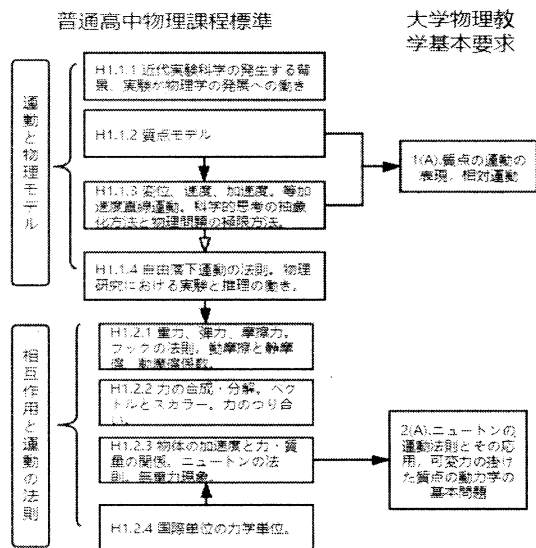 普通高中物理課程標準
大学物理教
学基本要求
運動と物理モデル
H1.1.1 近代実験科学の発生する背
景、実験が物理学の発展への働き
H1.1.2 質点モデル
H1.1.3 変位、速度、加速度。等加
速度直線運動。科学的思考の抽象
化方法と物理問題の極限方法。
H1.1.4 自由落下運動の法則。物理
研究における実験と推理の働き。
1(A).質点の運動の
表現，相対運動
相互作用と運動の法則
H1.2.1 重力、弾力、摩擦力。
フックの法則，動摩擦と静摩
擦、動摩擦係数。
H1.2.2 力の合成・分解。ベク
トルとスカラー。力のつり合
い。
H1.2.3 物体の加速度と力・質
量の関係。ニュートンの法
則。無重力現象。
H1.2.4 国際単位の力学単位。
2(A).ニュートンの
運動法則とその応
用，可変力の掛け
た質点の動力学の
基本問題